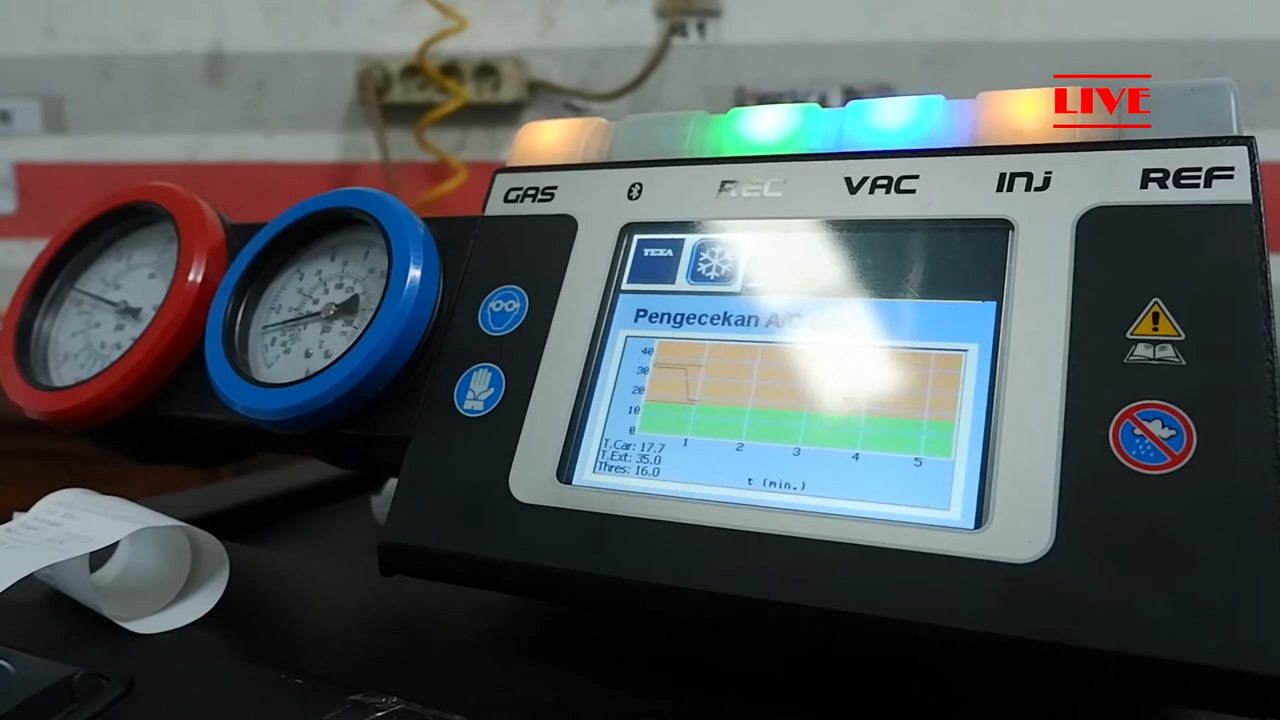 LIVE
GAS
REC
VAC
INJ
REF
TEXA
Pengecekan A/C
40
30
20
10
0
1
2
3
4
5
T.Car: 17.7
T.Ext: 35.0
Thres: 16.0
t (min.)